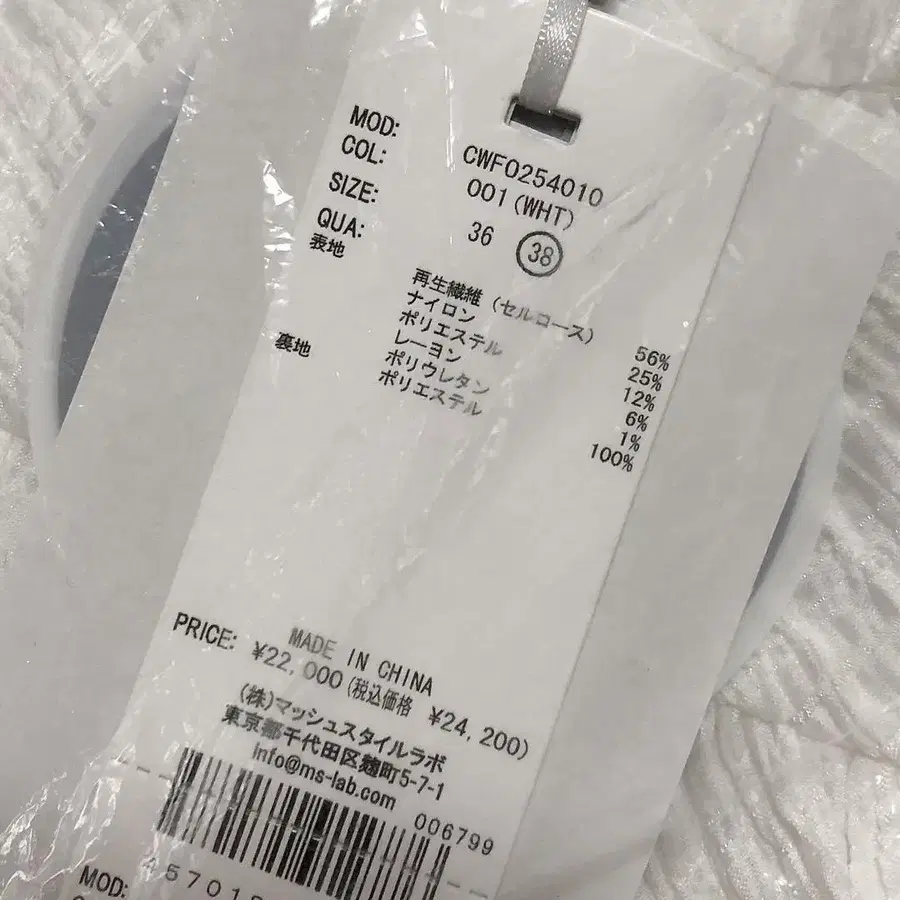 MOD: CWF0254010
COL: 001(WHT)
SIZE: 36 38
QUA:
表地 再生繊維(セルロース) 56%
ナイロン 25%
ポリエステル 12%
レーヨン 6%
ポリウレタン 1%
裏地 ポリエステル 100%
MADE IN CHINA
PRICE: ¥22,000(税込価格 ¥24,200)
(株)マッシュスタイルラボ
東京都千代田区麹町5-7-1
Info@ms-lab.com
006799
MOD: